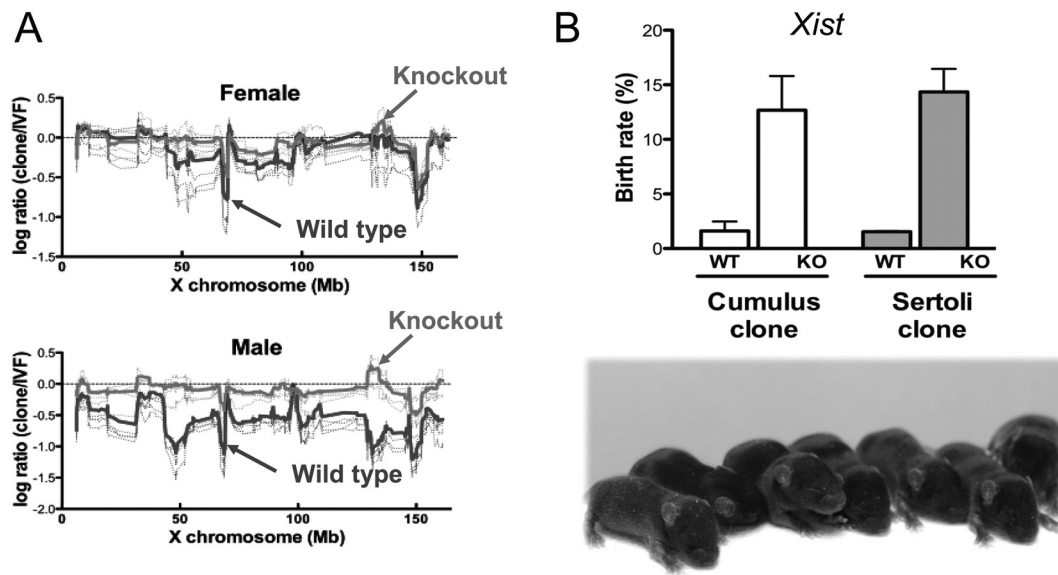 A
Female
Knockout
log ratio (clone/IVF)
0.5
0.0
-0.5
-1.0
-1.5
Wild type
0 50 100 150
X chromosome (Mb)
Male
Knockout
log ratio (clone/IVF)
0.5
0.0
-0.5
-1.0
-1.5
-2.0
Wild type
0 50 100 150
X chromosome (Mb)
B
Xist
Birth rate (%)
20
15
10
5
0
WT KO WT KO
Cumulus Sertoli
clone clone